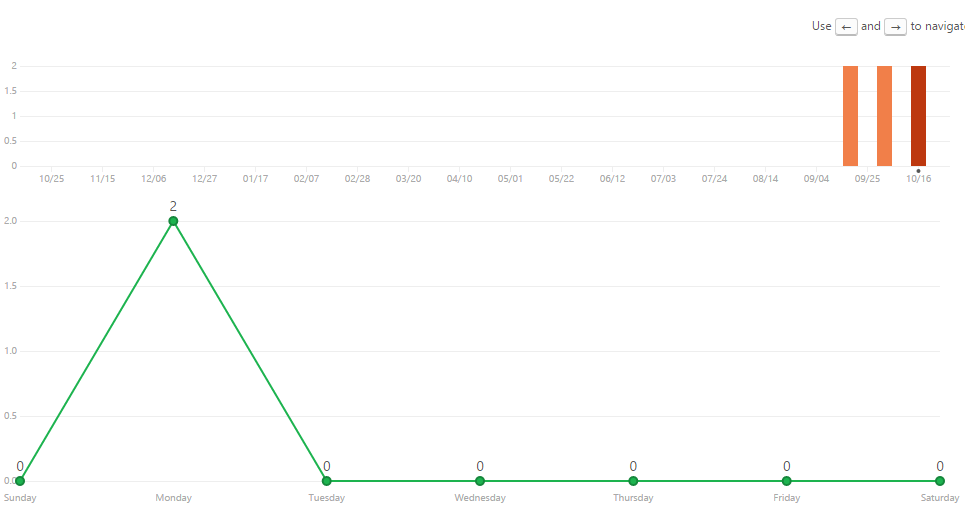 Use ← and → to navigate
2
1.5
1
0.5
0
10/25 11/15 12/06 12/27 01/17 02/07 02/28 03/20 04/10 05/01 05/22 06/12 07/03 07/24 08/14 09/04 09/25 10/16
2
2.0
1.5
1.0
0.5
0 0 0 0 0 0
0.0
Sunday Monday Tuesday Wednesday Thursday Friday Saturday